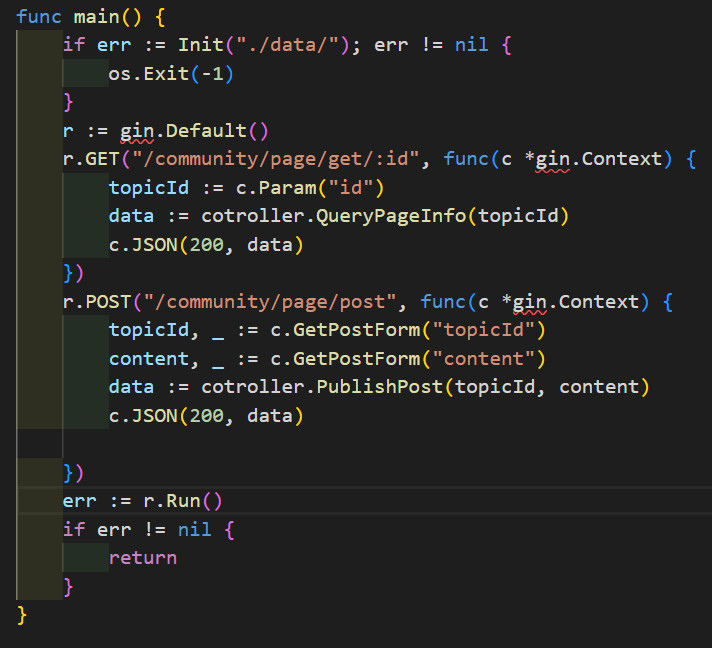 func main() {
    if err := Init("./data/"); err != nil {
        os.Exit(-1)
    }
    r := gin.Default()
    r.GET("/community/page/get/:id", func(c *gin.Context) {
        topicId := c.Param("id")
        data := cotroller.QueryPageInfo(topicId)
        c.JSON(200, data)
    })
    r.POST("/community/page/post", func(c *gin.Context) {
        topicId, _ := c.GetPostForm("topicId")
        content, _ := c.GetPostForm("content")
        data := cotroller.PublishPost(topicId, content)
        c.JSON(200, data)

    })
    err := r.Run()
    if err != nil {
        return
    }
}